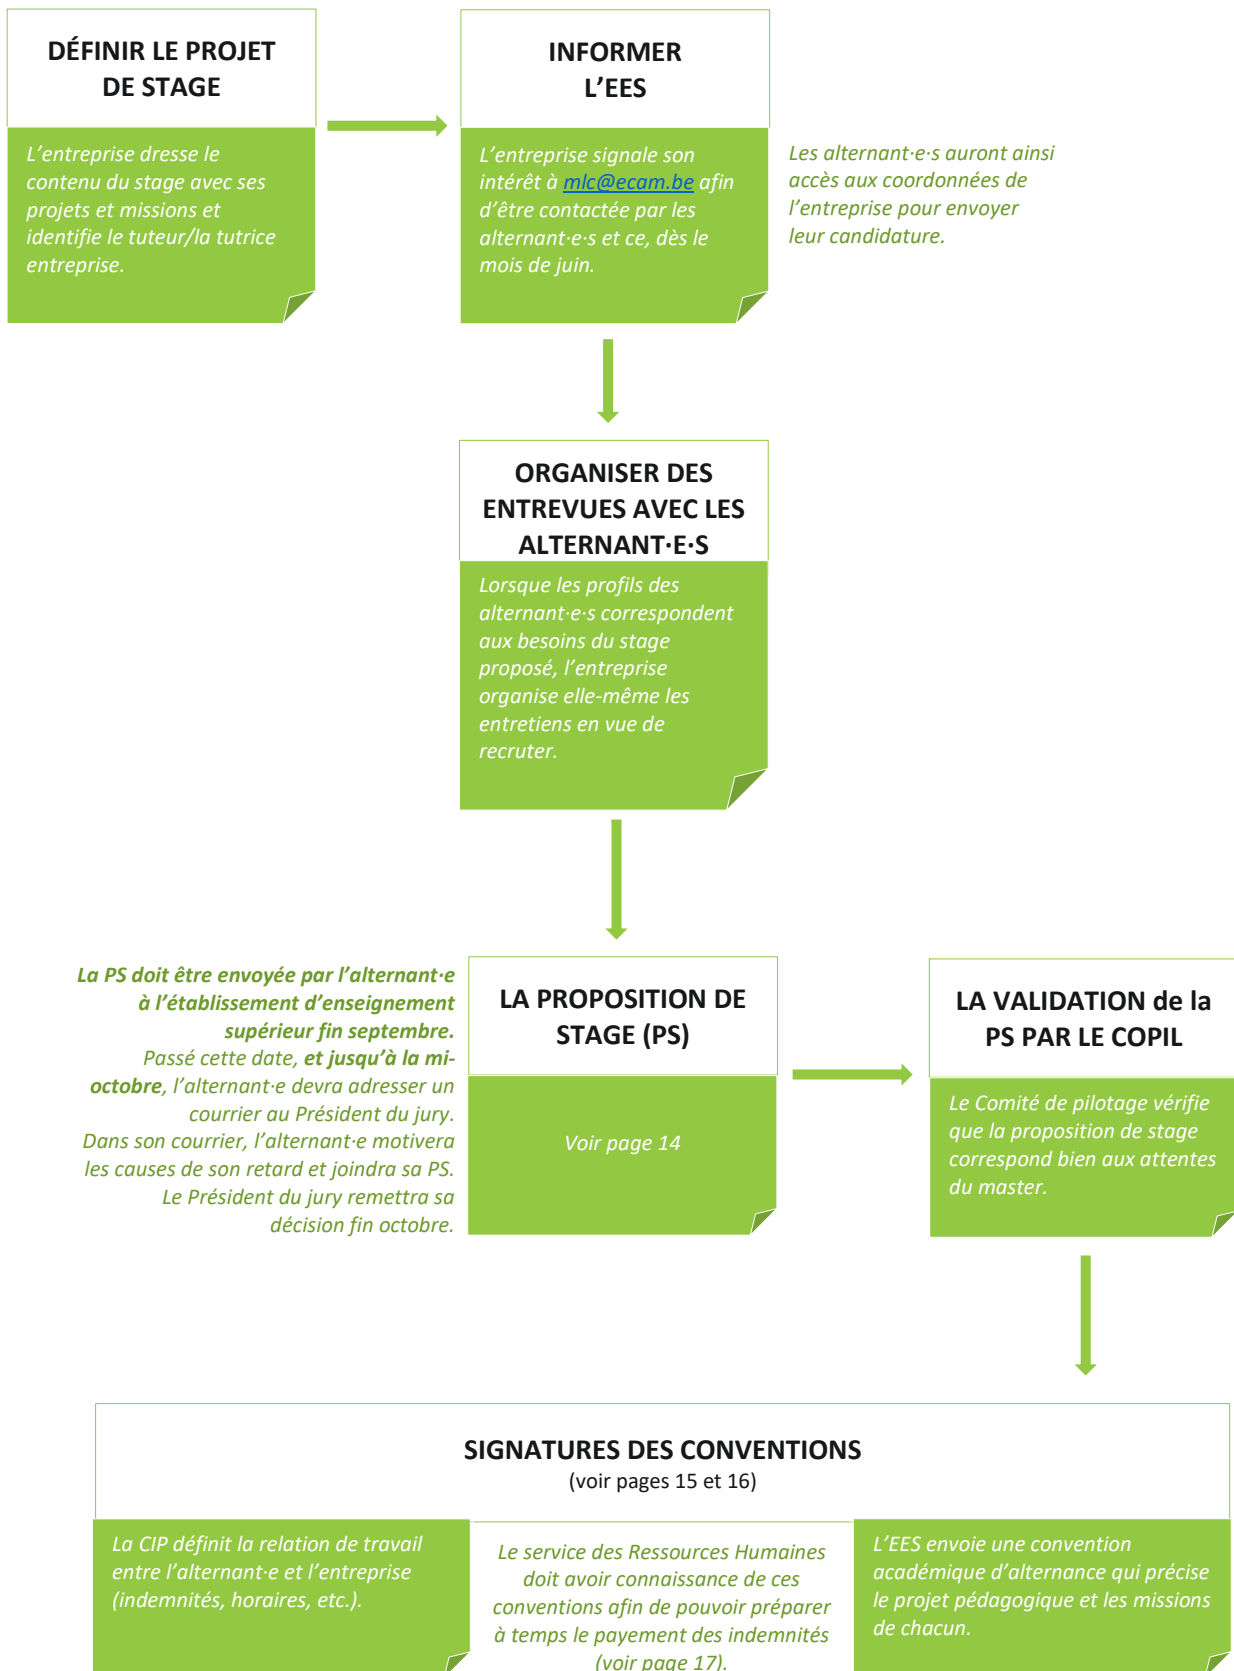 DÉFINIR LE PROJET
DE STAGE
L’entreprise dresse le
contenu du stage avec ses
projets et missions et
identifie le tuteur/la tutrice
entreprise.
INFORMER
L’EES
L’entreprise signale son
intérêt à mlc@ecam.be afin
d’être contactée par les
alternant·e·s et ce, dès le
mois de juin.
Les alternant·e·s auront ainsi
accès aux coordonnées de
l’entreprise pour envoyer
leur candidature.
ORGANISER DES
ENTREVUES AVEC LES
ALTERNANT·E·S
Lorsque les profils des
alternant·e·s correspondent
aux besoins du stage
proposé, l’entreprise
organise elle-même les
entretiens en vue de
recruter.
La PS doit être envoyée par l’alternant·e
à l’établissement d’enseignement
supérieur fin septembre.
Passé cette date, et jusqu’à la mi-
octobre, l’alternant·e devra adresser un
courrier au Président du jury.
Dans son courrier, l’alternant·e motivera
les causes de son retard et joindra sa PS.
Le Président du jury remettra sa
décision fin octobre.
LA PROPOSITION DE
STAGE (PS)
Voir page 14
LA VALIDATION de la
PS PAR LE COPIL
Le Comité de pilotage vérifie
que la proposition de stage
correspond bien aux attentes
du master.
SIGNATURES DES CONVENTIONS
(voir pages 15 et 16)
La CIP définit la relation de travail
entre l’alternant·e et l’entreprise
(indemnités, horaires, etc.).
Le service des Ressources Humaines
doit avoir connaissance de ces
conventions afin de pouvoir préparer
à temps le payement des indemnités
(voir page 17).
L’EES envoie une convention
académique d’alternance qui précise
le projet pédagogique et les missions
de chacun.